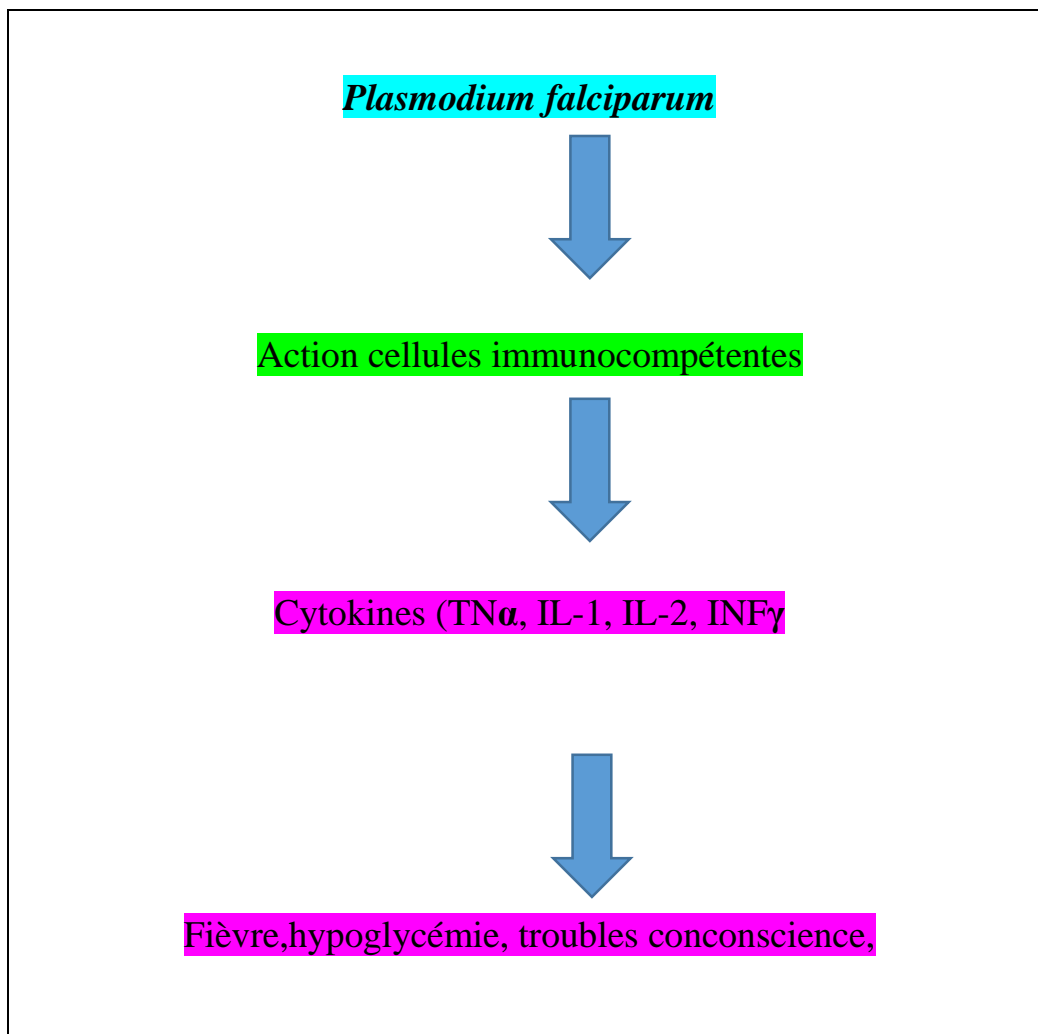 Plasmodium falciparum
Action cellules immunocompétentes
Cytokines (TNα, IL-1, IL-2, INFγ
Fièvre,hypoglycémie, troubles conconscience,